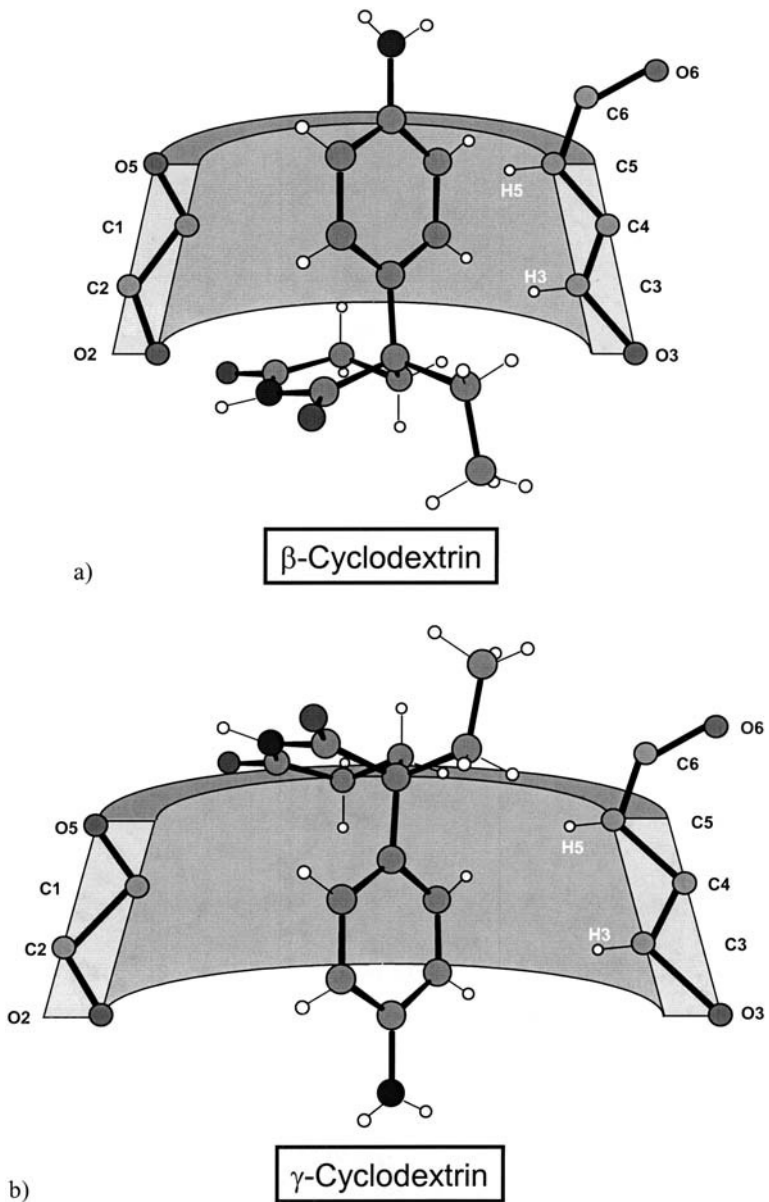 O6
C6
O5
C5
H5
C1
C4
C2
H3
C3
O2
O3
β-Cyclodextrin
a)
O6
C6
O5
C5
H5
C1
C4
H3
C2
C3
O2
O3
γ-Cyclodextrin
b)